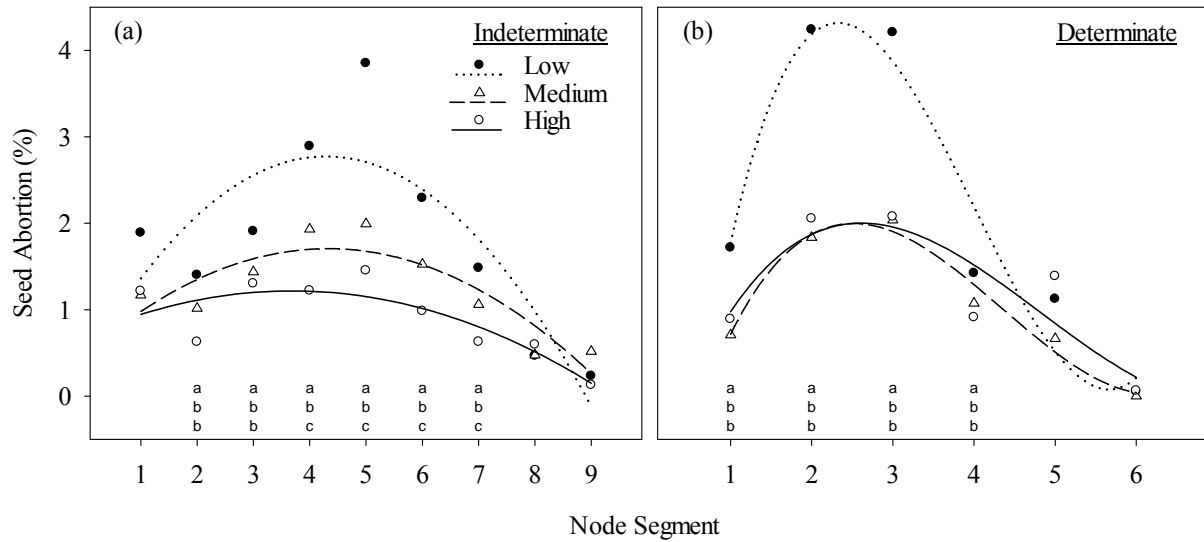 (a)
Indeterminate
Low
Medium
High
(b)
Determinate
4
3
2
1
0
Seed Abortion (%)
a a a a a a
b b b b b b
b b c c c c
1 2 3 4 5 6 7 8 9
a a a a
b b b b
b b b b
1 2 3 4 5 6
Node Segment